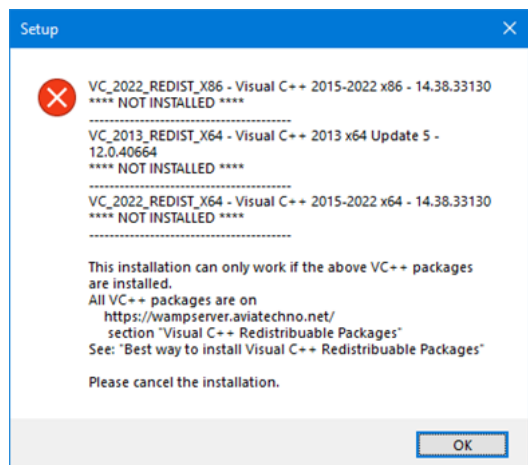 Setup
VC_2022_REDIST_X86 - Visual C++ 2015-2022 x86 - 14.38.33130
**** NOT INSTALLED ****
----------------------------------------
VC_2013_REDIST_X64 - Visual C++ 2013 x64 Update 5 -
12.0.40664
**** NOT INSTALLED ****
----------------------------------------
VC_2022_REDIST_X64 - Visual C++ 2015-2022 x64 - 14.38.33130
**** NOT INSTALLED ****
----------------------------------------
This installation can only work if the above VC++ packages
are installed.
All VC++ packages are on
https://wampserver.aviatechno.net/
section "Visual C++ Redistribuable Packages"
See: "Best way to install Visual C++ Redistribuable Packages"
Please cancel the installation.
OK